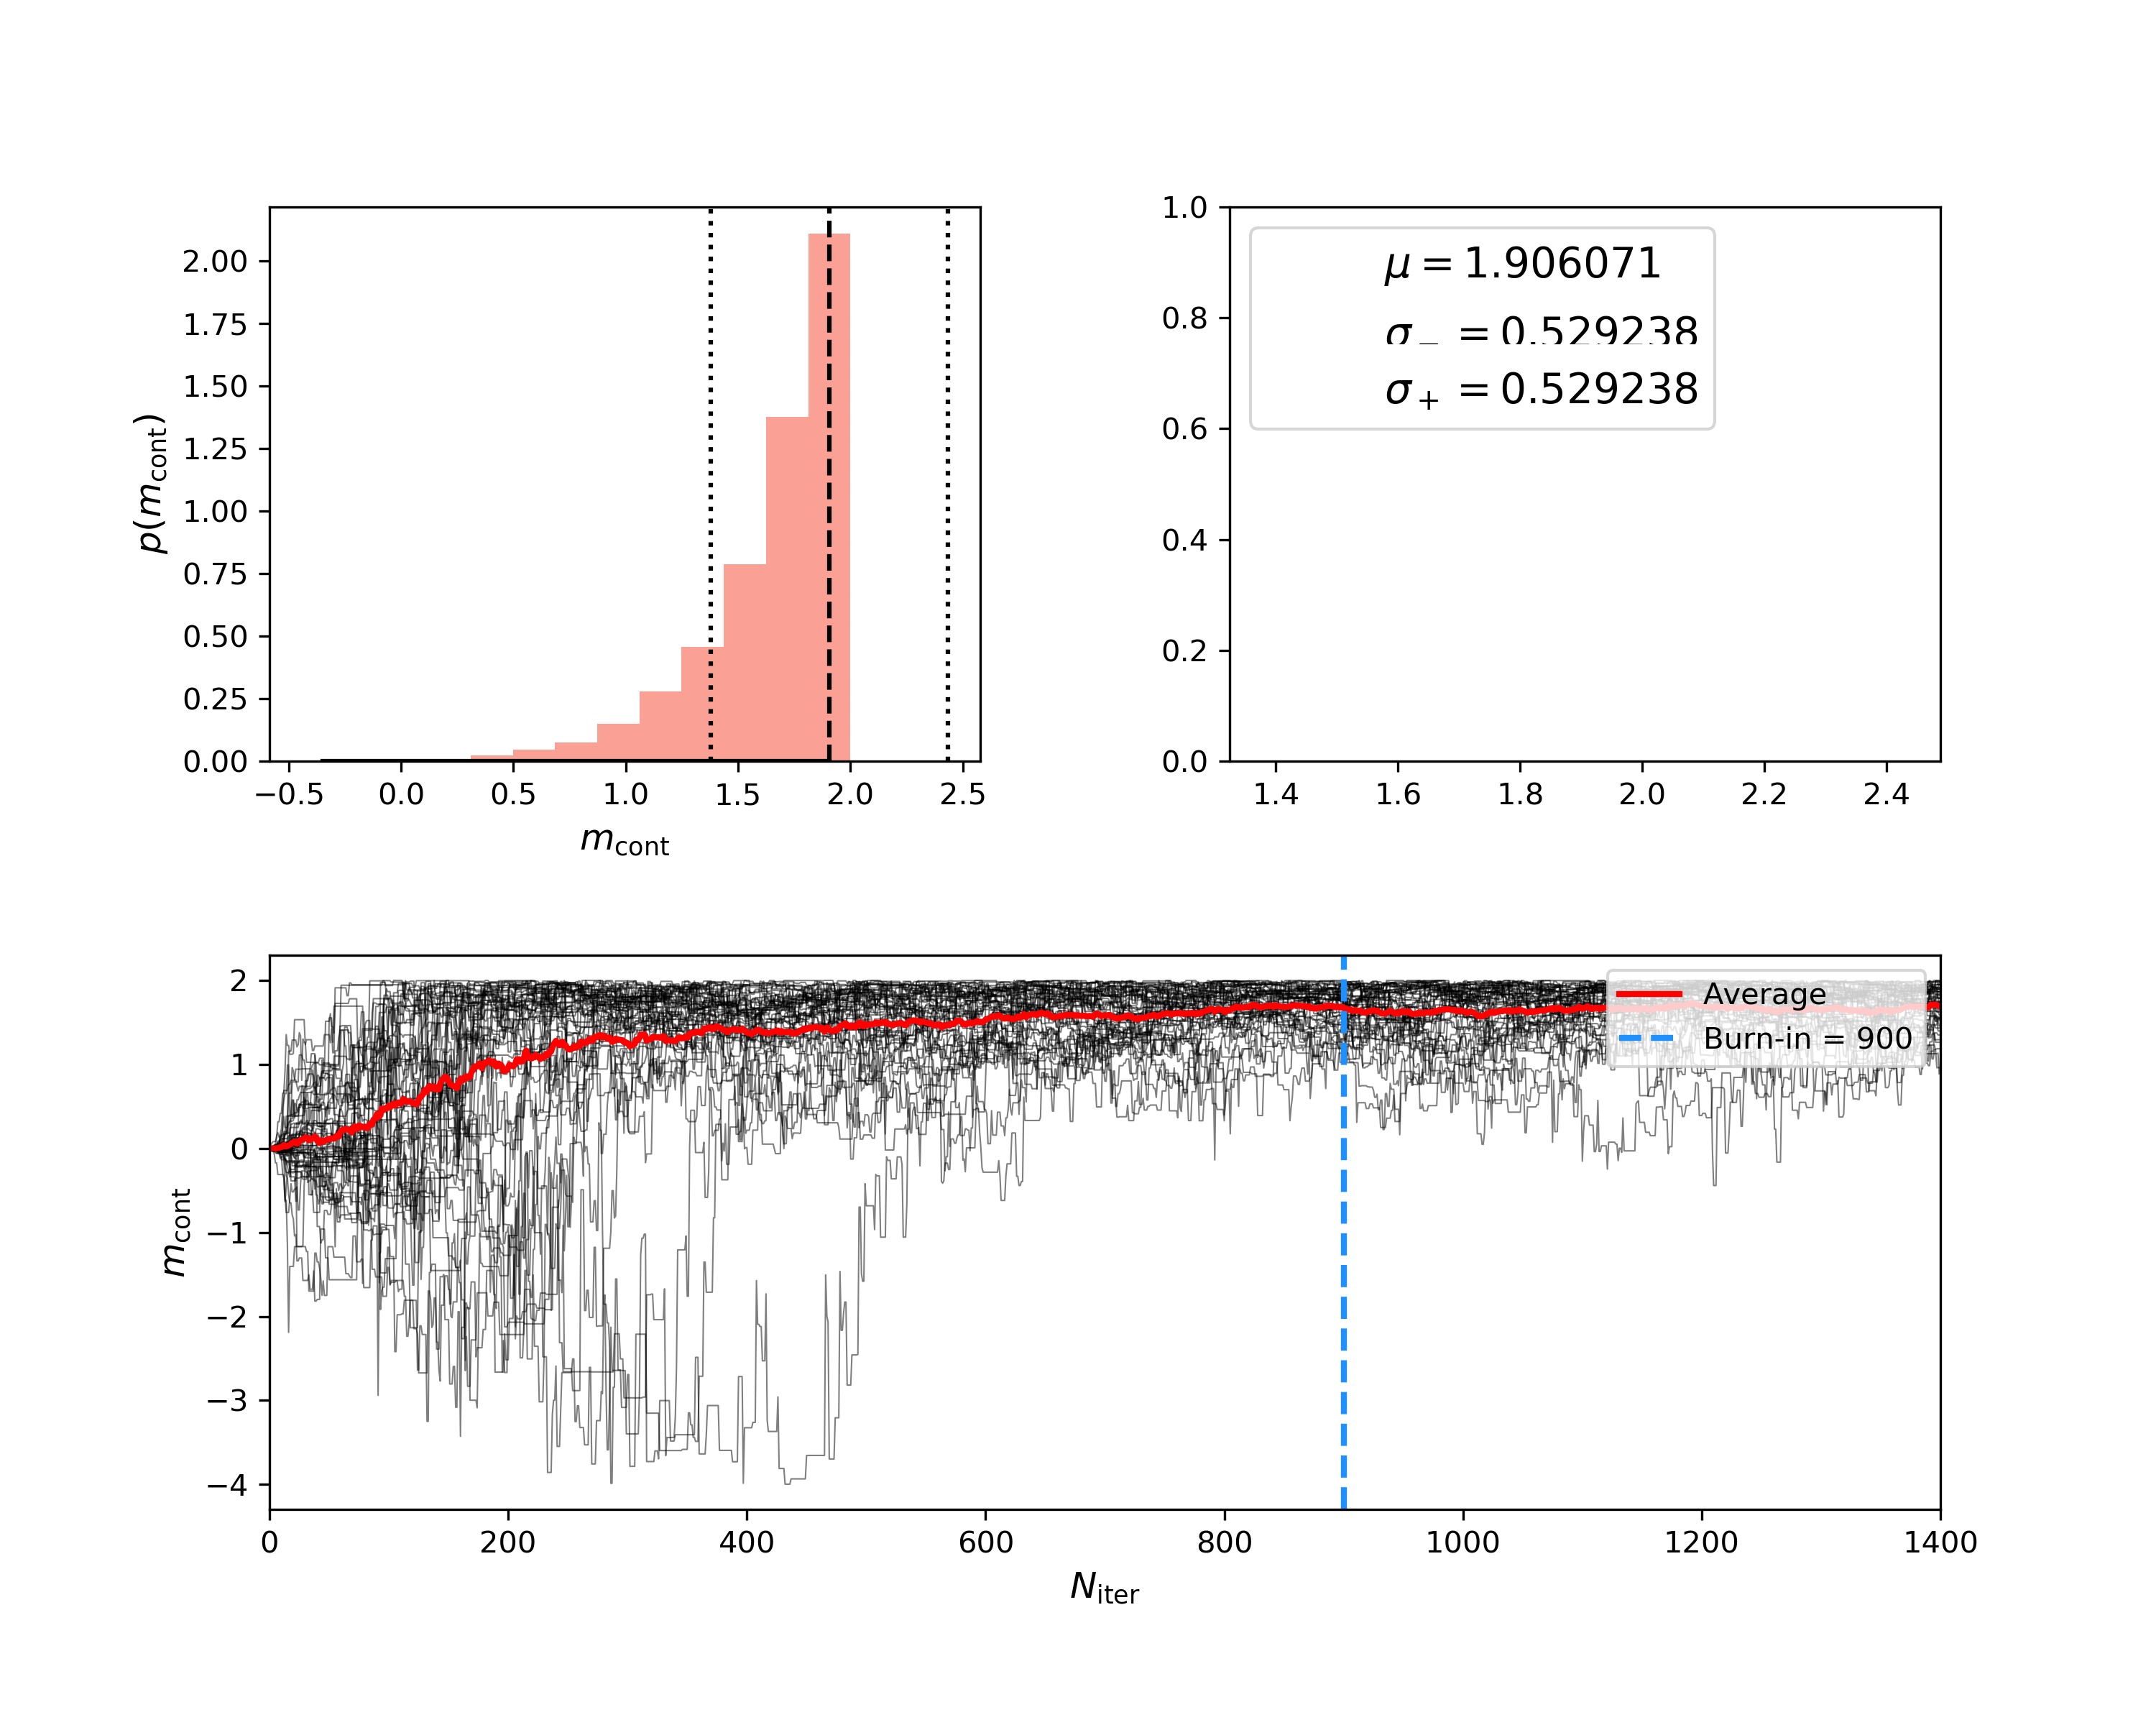 2.00
1.75
1.50
1.25
1.00
0.75
0.50
0.25
0.00
p(m_cont)
−0.5 0.0 0.5 1.0 1.5 2.0 2.5
m_cont
1.0
0.8
0.6
0.4
0.2
0.0
μ = 1.906071
σ_− = 0.529238
σ_+ = 0.529238
1.4 1.6 1.8 2.0 2.2 2.4
2
1
0
−1
−2
−3
−4
m_cont
Average
Burn-in = 900
0 200 400 600 800 1000 1200 1400
N_iter